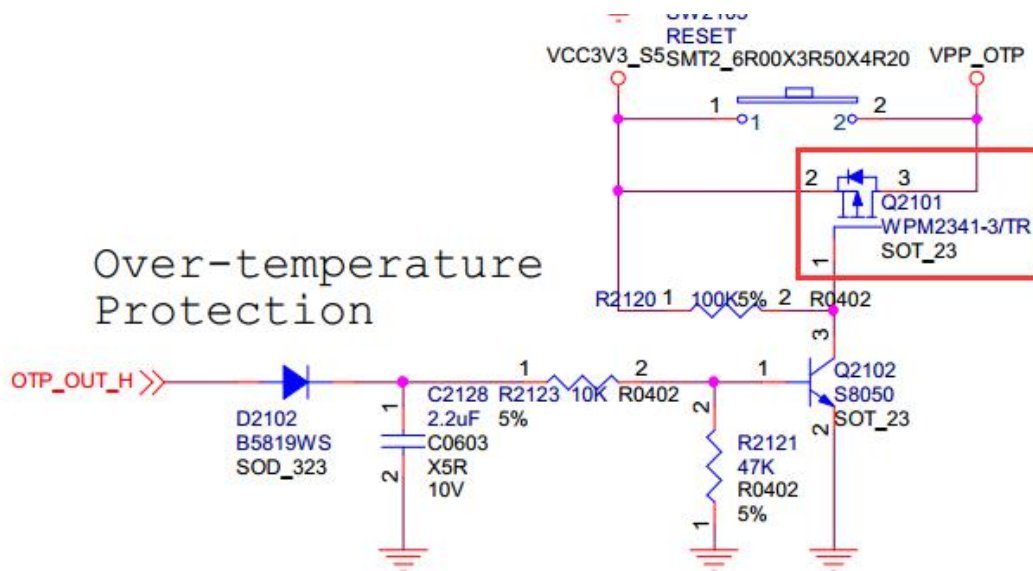 RESET
VCC3V3_S5
SMT2_6R00X3R50X4R20
VPP_OTP
1
2
1
2
2
3
Q2101
WPM2341-3/TR
SOT_23
1
Over-temperature
Protection
R2120
1
100K
5%
2
R0402
3
OTP_OUT_H
D2102
B5819WS
SOD_323
1
2
C2128
2.2uF
C0603
X5R
10V
R2123
5%
1
10K
2
R0402
1
Q2102
S8050
SOT_23
2
2
R2121
47K
R0402
5%
1